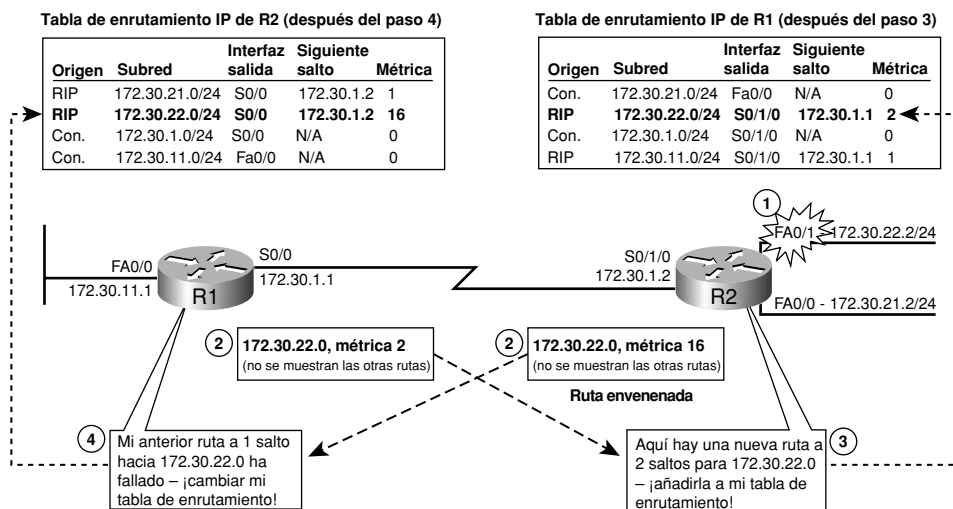 Tabla de enrutamiento IP de R2 (después del paso 4)
Origen Subred Interfaz salida Siguiente salto Métrica
RIP 172.30.21.0/24 S0/0 172.30.1.2 1
RIP 172.30.22.0/24 S0/0 172.30.1.2 16
Con. 172.30.1.0/24 S0/0 N/A 0
Con. 172.30.11.0/24 Fa0/0 N/A 0
Tabla de enrutamiento IP de R1 (después del paso 3)
Origen Subred Interfaz salida Siguiente salto Métrica
Con. 172.30.21.0/24 Fa0/0 N/A 0
RIP 172.30.22.0/24 S0/1/0 172.30.1.1 2
Con. 172.30.1.0/24 S0/1/0 N/A 0
RIP 172.30.11.0/24 S0/1/0 172.30.1.1 1
1
FA0/1 - 172.30.22.2/24
FA0/0
172.30.11.1
R1
S0/0
172.30.1.1
S0/1/0
172.30.1.2
R2
FA0/0 - 172.30.21.2/24
2
172.30.22.0, métrica 2
(no se muestran las otras rutas)
2
172.30.22.0, métrica 16
(no se muestran las otras rutas)
Ruta envenenada
4
Mi anterior ruta a 1 salto
hacia 172.30.22.0 ha
fallado – ¡cambiar mi
tabla de enrutamiento!
Aquí hay una nueva ruta a
2 saltos para 172.30.22.0
– ¡añadirla a mi tabla de
enrutamiento!
3